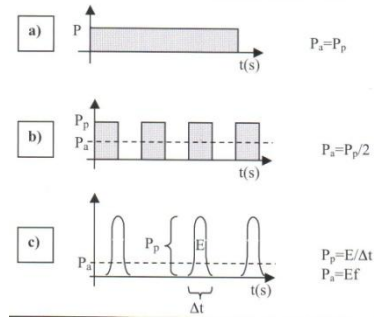 a)
P
t(s)
Pₐ=Pₚ
b)
Pₚ
Pₐ
t(s)
Pₐ=Pₚ/2
c)
Pₚ
E
Pₐ
t(s)
Δt
Pₚ=E/Δt
Pₐ=Ef